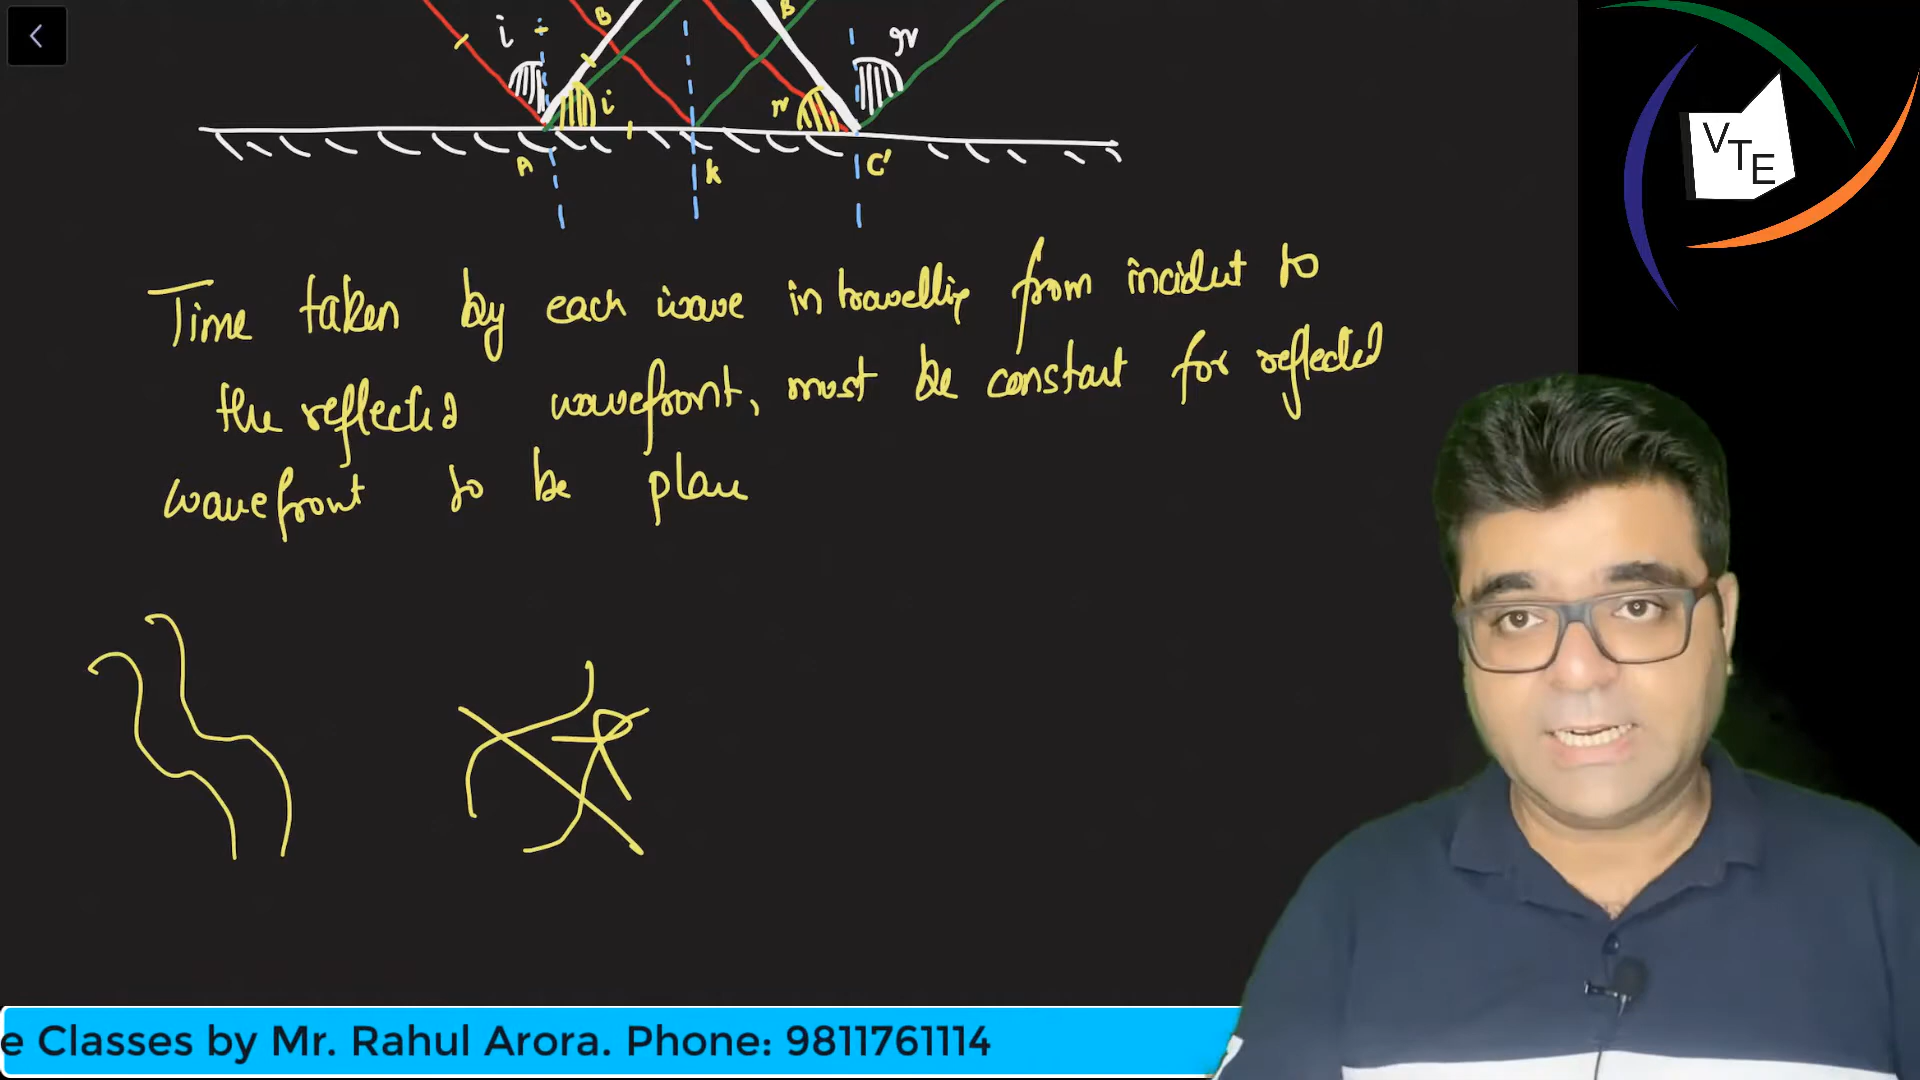 i B B r
i r
A k C'
VTE
Time taken by each wave in travelling from incident to
the reflected wavefront, must be constant for reflected
wavefront to be plane
e Classes by Mr. Rahul Arora. Phone: 9811761114